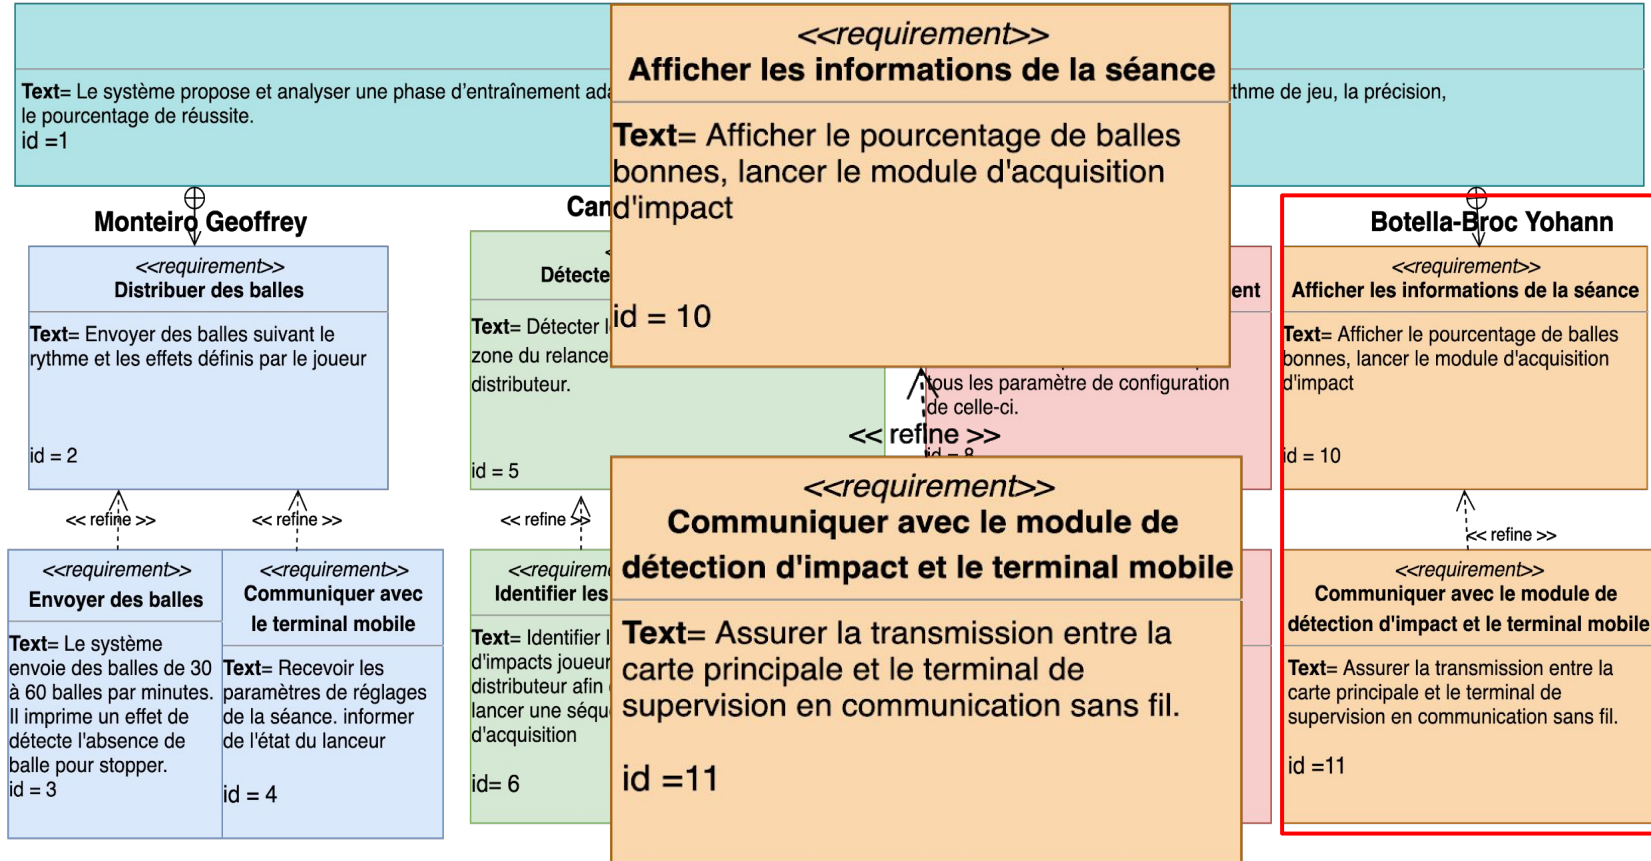 Text= Le système propose et analyser une phase d'entraînement
thme de jeu, la précision,
le pourcentage de réussite.
id =1
<<requirement>>
Afficher les informations de la séance
Text= Afficher le pourcentage de balles
bonnes, lancer le module d'acquisition
d'impact
id = 10
<< refine >>
<<requirement>>
Communiquer avec le module de
détection d'impact et le terminal mobile
Text= Assurer la transmission entre la
carte principale et le terminal de
supervision en communication sans fil.
id =11
Monteiro Geoffrey
<<requirement>>
Distribuer des balles
Text= Envoyer des balles suivant le
rythme et les effets définis par le joueur
id = 2
<< refine >>
<< refine >>
<<requirement>>
Envoyer des balles
Text= Le système
envoie des balles de 30
à 60 balles par minutes.
Il imprime un effet de
détecte l'absence de
balle pour stopper.
id = 3
<<requirement>>
Communiquer avec
le terminal mobile
Text= Recevoir les
paramètres de réglages
de la séance. informer
de l'état du lanceur
id = 4
Can
Détecte
Text= Détecter
zone du relance
distributeur.
id = 5
<< refine >>
<<requirem
Identifier les
Text= Identifier
d'impacts joueur
distributeur afin
lancer une séqu
d'acquisition
id= 6
ent
tous les paramètre de configuration
de celle-ci.
id = 8
Botella-Broc Yohann
<<requirement>>
Afficher les informations de la séance
Text= Afficher le pourcentage de balles
bonnes, lancer le module d'acquisition
d'impact
id = 10
<< refine >>
<<requirement>>
Communiquer avec le module de
détection d'impact et le terminal mobile
Text= Assurer la transmission entre la
carte principale et le terminal de
supervision en communication sans fil.
id =11